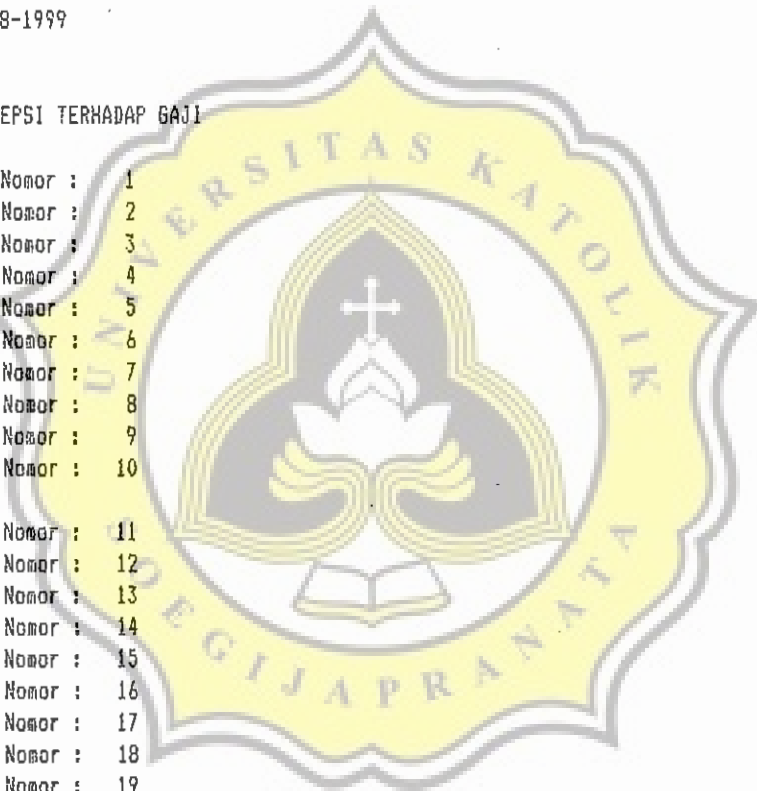 8-1999
EPSI TERHADAP GAJI
Nomor : 1
Nomor : 2
Nomor : 3
Nomor : 4
Nomor : 5
Nomor : 6
Nomor : 7
Nomor : 8
Nomor : 9
Nomor : 10
Nomor : 11
Nomor : 12
Nomor : 13
Nomor : 14
Nomor : 15
Nomor : 16
Nomor : 17
Nomor : 18
Nomor : 19
UNIVERSITAS KATOLIK
SOEGIJAPRANATA